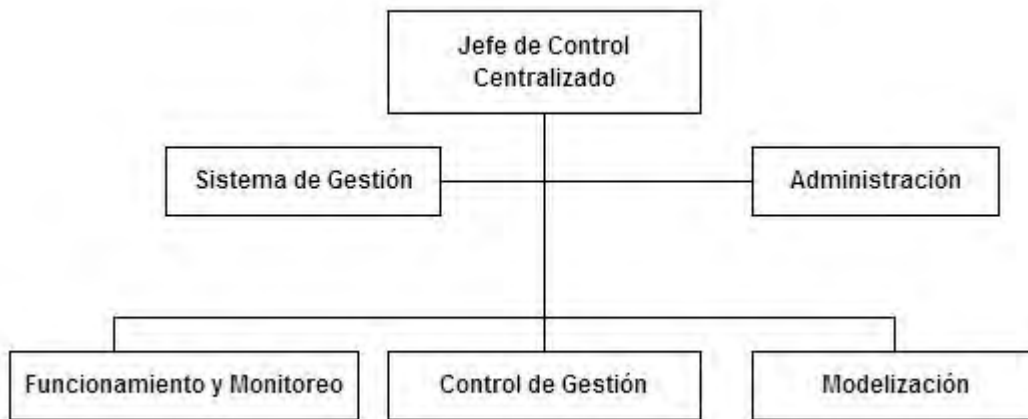 Jefe de Control
Centralizado
Sistema de Gestión
Administración
Funcionamiento y Monitoreo
Control de Gestión
Modelización